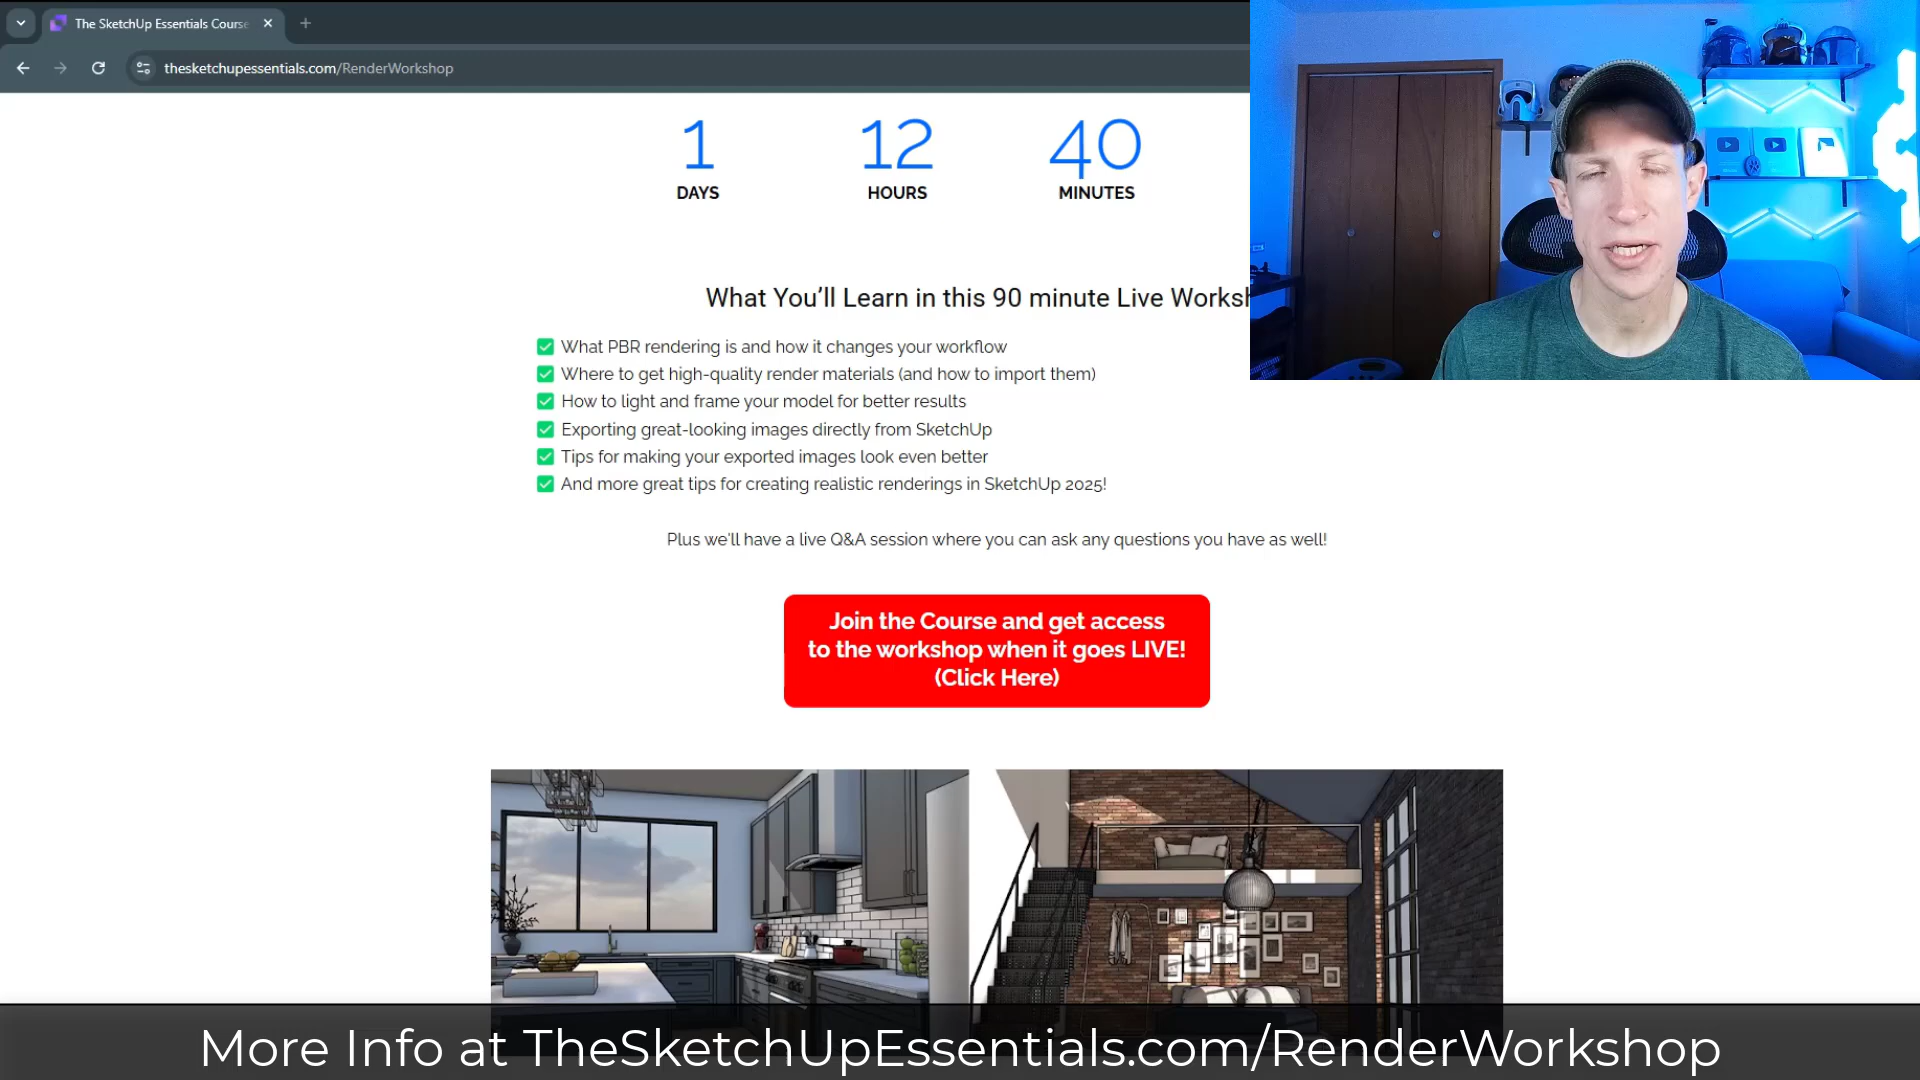 The SketchUp Essentials Course
thesketchupessentials.com/RenderWorkshop
1 12 40
DAYS HOURS MINUTES
What You'll Learn in this 90 minute Live Worksh
What PBR rendering is and how it changes your workflow
Where to get high-quality render materials (and how to import them)
How to light and frame your model for better results
Exporting great-looking images directly from SketchUp
Tips for making your exported images look even better
And more great tips for creating realistic renderings in SketchUp 2025!
Plus we'll have a live Q&A session where you can ask any questions you have as well!
Join the Course and get access
to the workshop when it goes LIVE!
(Click Here)
More Info at TheSketchUpEssentials.com/RenderWorkshop